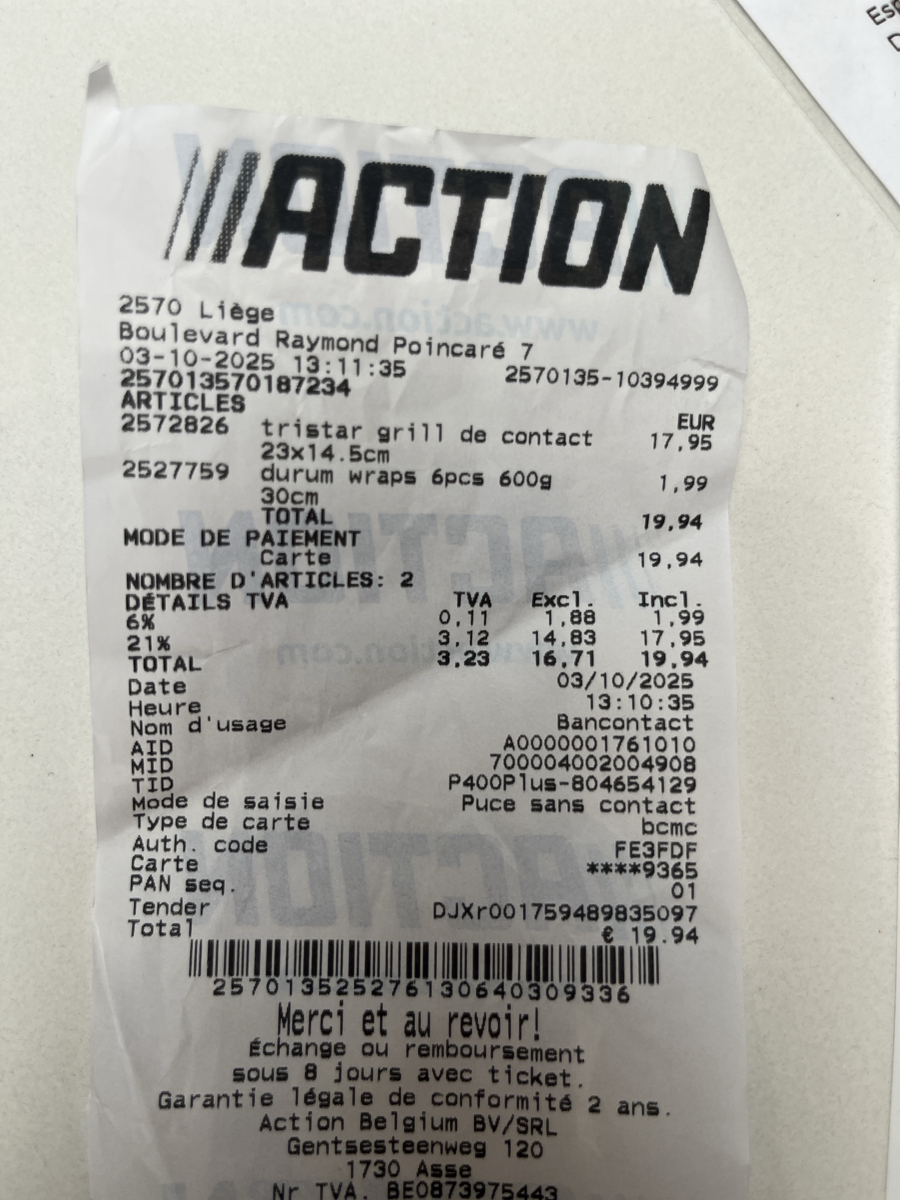 ACTION
2570 Liège
Boulevard Raymond Poincaré 7
03-10-2025 13:11:35 2570135-10394999
257013570187234
ARTICLES EUR
2572826 tristar grill de contact 17,95
23x14.5cm
2527759 durum wraps 6pcs 600g 1,99
30cm
TOTAL 19,94
MODE DE PAIEMENT
Carte 19,94
NOMBRE D'ARTICLES: 2
DÉTAILS TVA TVA Excl. Incl.
6% 0,11 1,88 1,99
21% 3,12 14,83 17,95
TOTAL 3,23 16,71 19,94
Date 03/10/2025
Heure 13:10:35
Nom d'usage Bancontact
AID A0000001761010
MID 700004002004908
TID P400Plus-804654129
Mode de saisie Puce sans contact
Type de carte bcmc
Auth. code FE3FDF
Carte ****9365
PAN seq. 01
Tender DJXr001759489835097
Total € 19.94
2570135252761306403​09336
Merci et au revoir!
Échange ou remboursement
sous 8 jours avec ticket.
Garantie légale de conformité 2 ans.
Action Belgium BV/SRL
Gentsesteenweg 120
1730 Asse
Nr TVA. BE0873975443